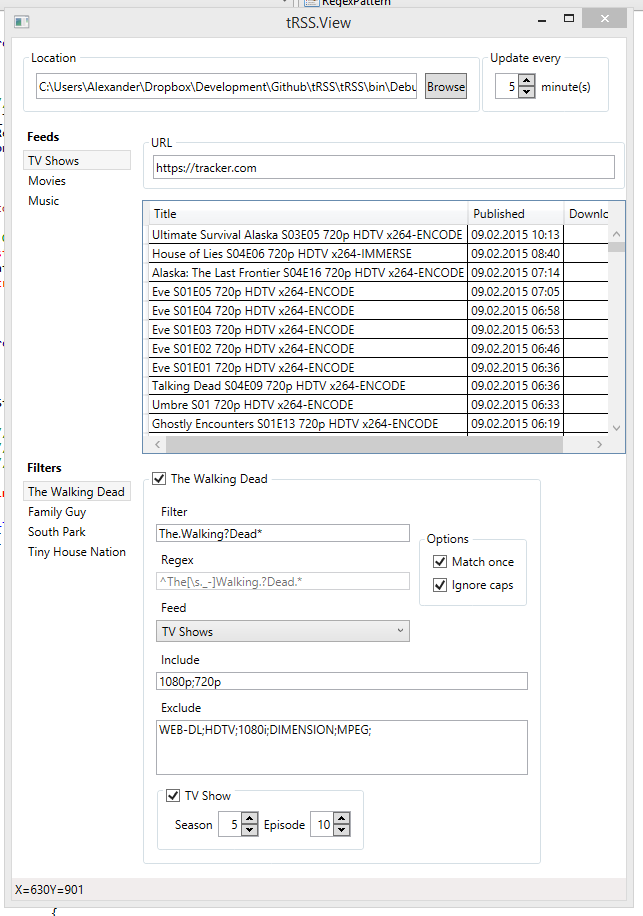 RegexPattern
tRSS.View
Location
Update every
C:\Users\Alexander\Dropbox\Development\Github\tRSS\tRSS\bin\Debu
Browse
5
minute(s)
Feeds
TV Shows
Movies
Music
URL
https://tracker.com
Title Published Downlo
Ultimate Survival Alaska S03E05 720p HDTV x264-ENCODE 09.02.2015 10:13
House of Lies S04E06 720p HDTV x264-IMMERSE 09.02.2015 08:40
Alaska: The Last Frontier S04E16 720p HDTV x264-ENCODE 09.02.2015 07:14
Eve S01E05 720p HDTV x264-ENCODE 09.02.2015 07:05
Eve S01E04 720p HDTV x264-ENCODE 09.02.2015 06:58
Eve S01E03 720p HDTV x264-ENCODE 09.02.2015 06:53
Eve S01E02 720p HDTV x264-ENCODE 09.02.2015 06:46
Eve S01E01 720p HDTV x264-ENCODE 09.02.2015 06:36
Talking Dead S04E09 720p HDTV x264-ENCODE 09.02.2015 06:36
Umbre S01 720p HDTV x264-ENCODE 09.02.2015 06:33
Ghostly Encounters S01E13 720p HDTV x264-ENCODE 09.02.2015 06:19
Filters
The Walking Dead
Family Guy
South Park
Tiny House Nation
The Walking Dead
Filter
The.Walking?Dead*
Regex
^The[\s._-]Walking.?Dead.*
Options
Match once
Ignore caps
Feed
TV Shows
Include
1080p;720p
Exclude
WEB-DL;HDTV;1080i;DIMENSION;MPEG;
TV Show
Season 5 Episode 10
X=630Y=901
{